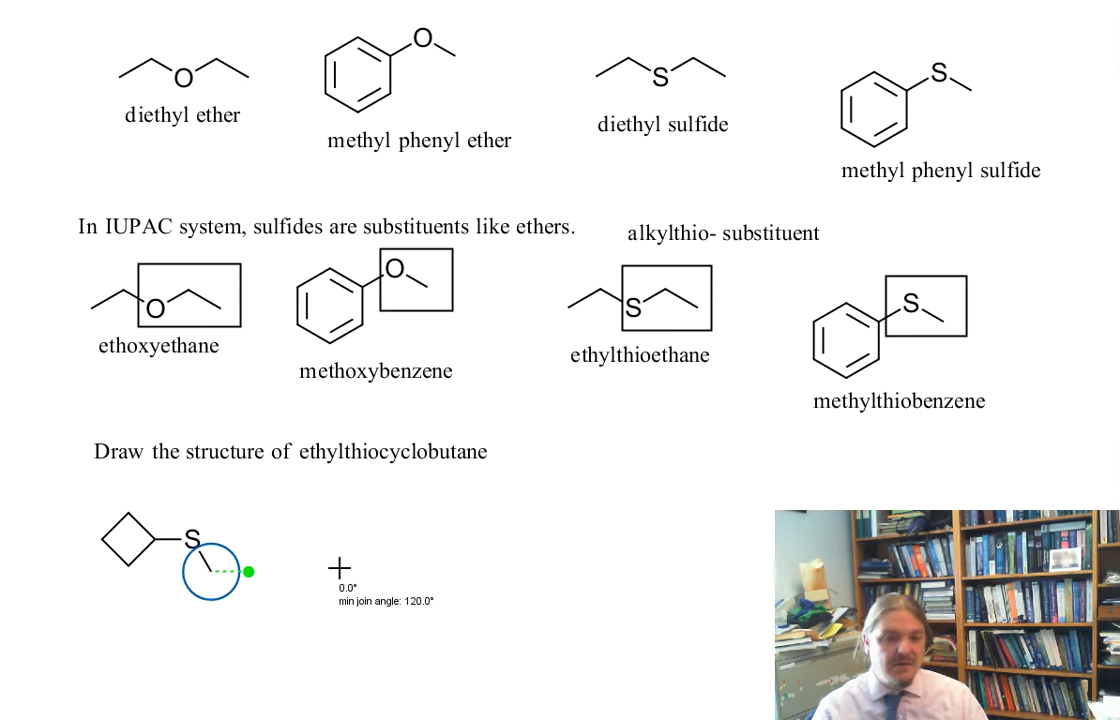 O
O
S
S
diethyl ether
methyl phenyl ether
diethyl sulfide
methyl phenyl sulfide
In IUPAC system, sulfides are substituents like ethers.
alkylthio- substituent
O
O
S
S
ethoxyethane
methoxybenzene
ethylthioethane
methylthiobenzene
Draw the structure of ethylthiocyclobutane
S
0.0°
min join angle: 120.0°